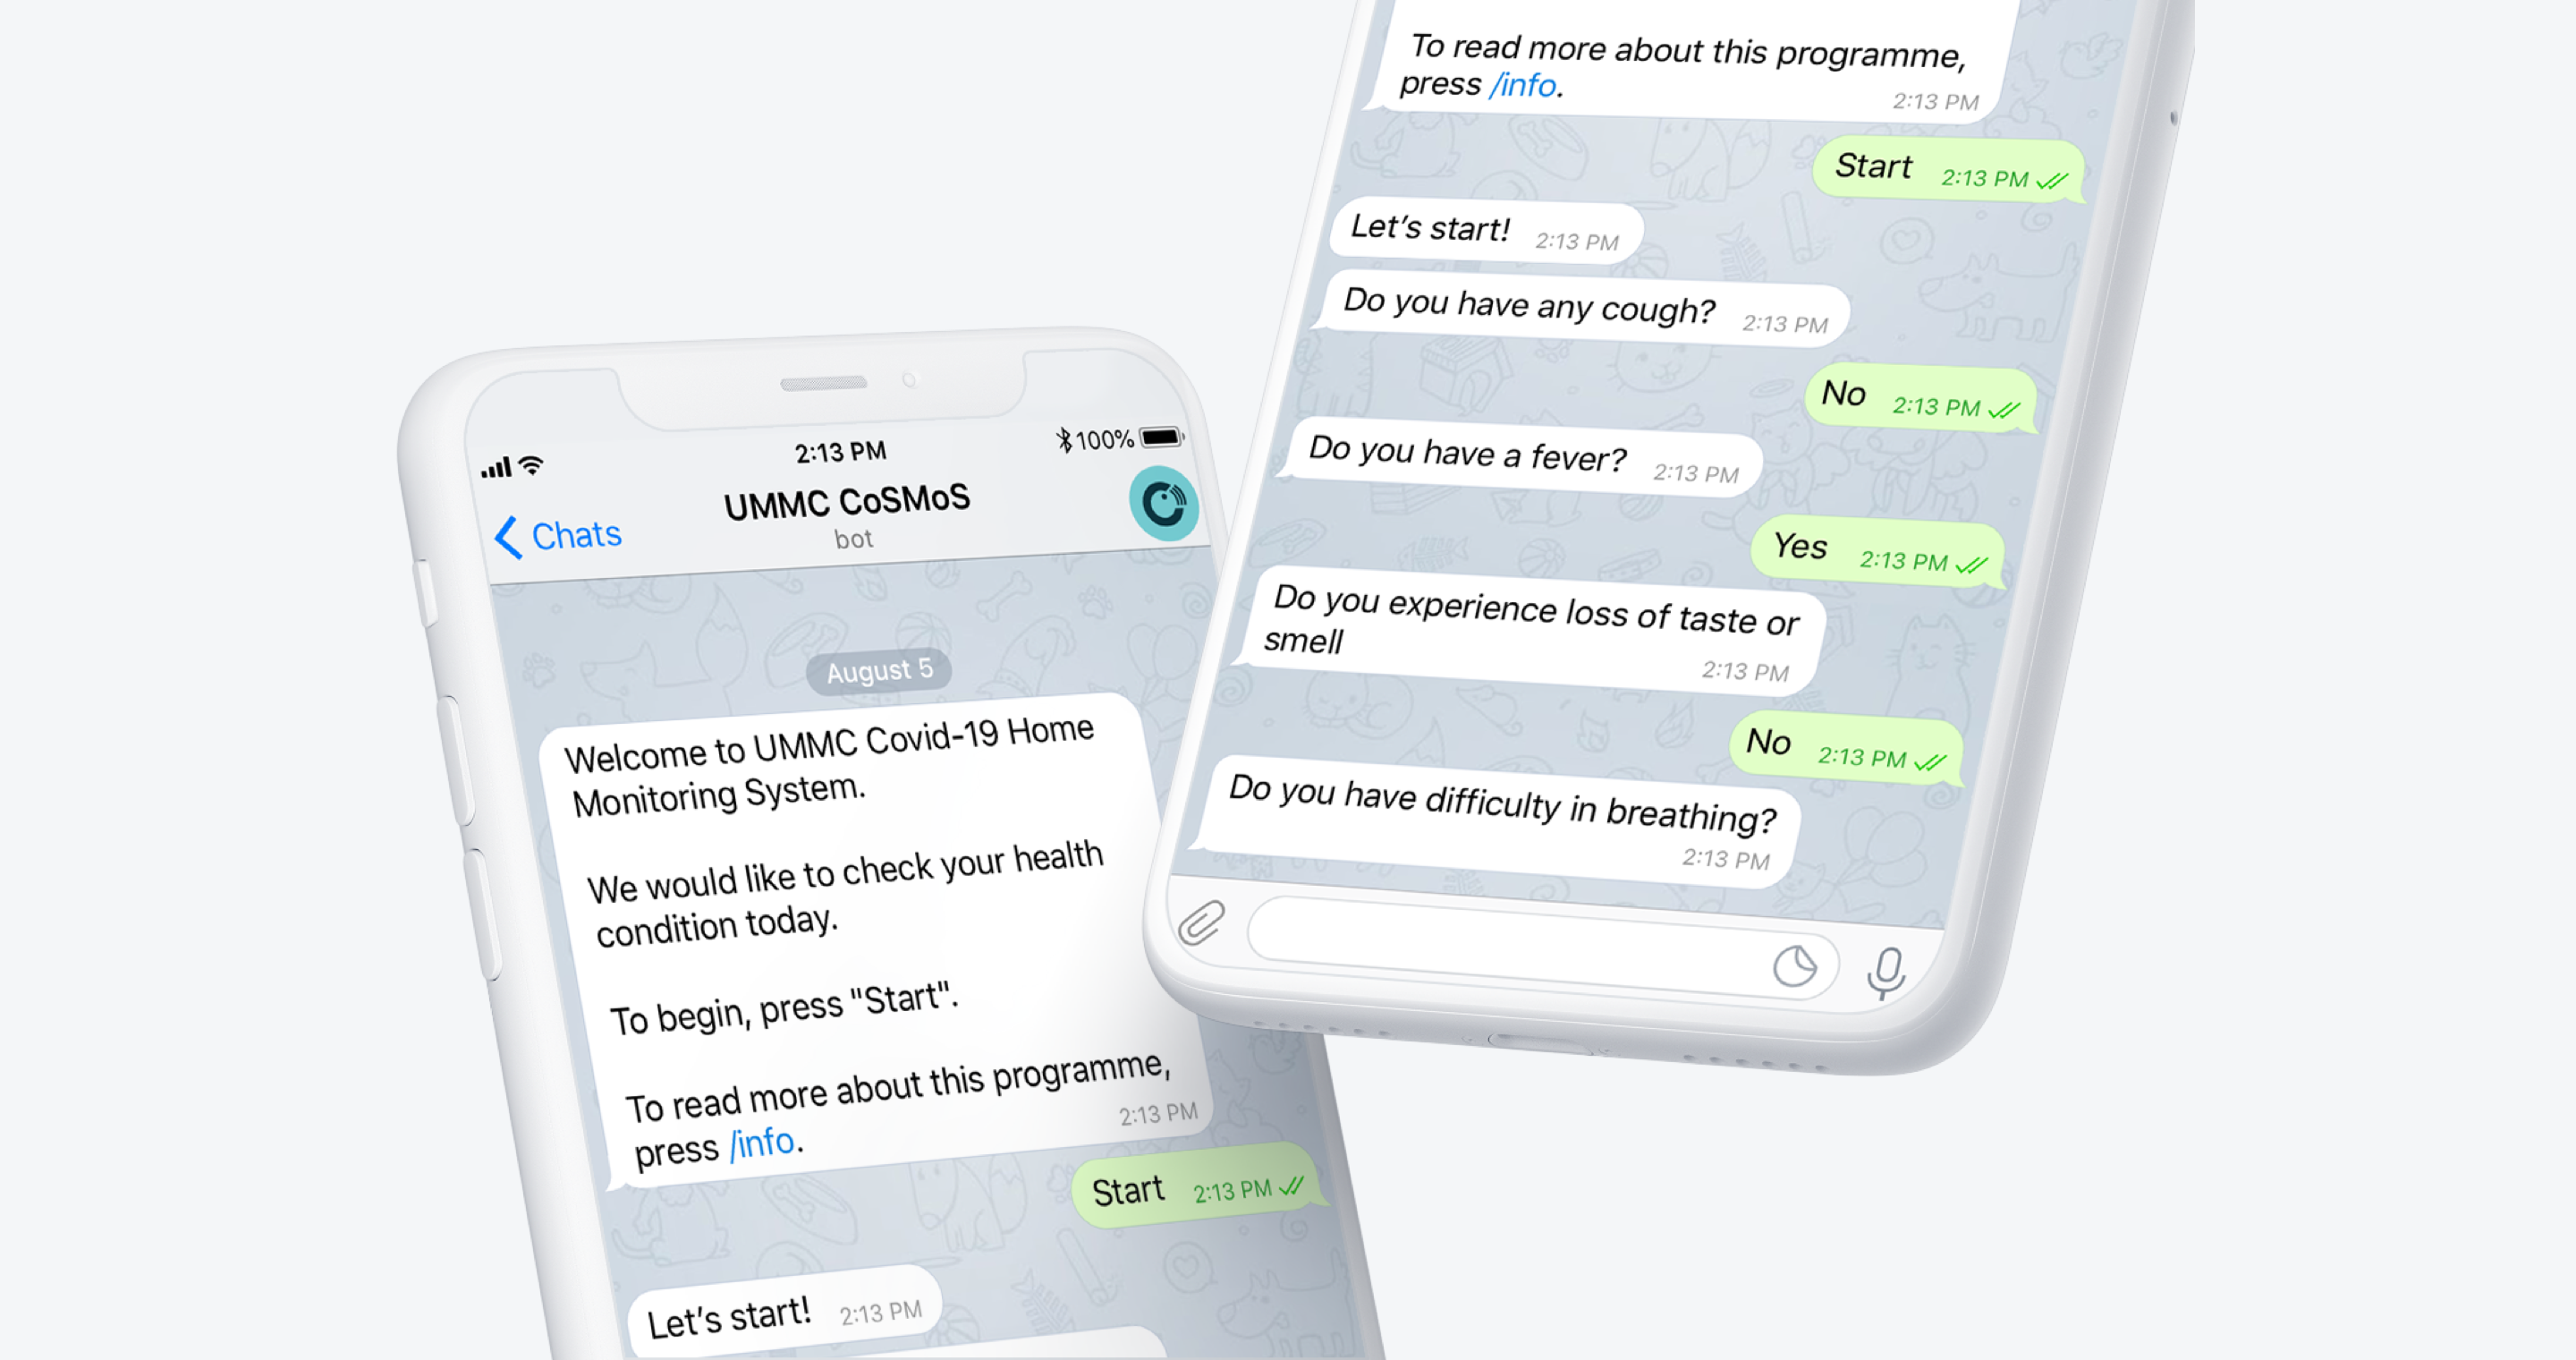 2:13 PM
100%
Chats
UMMC CoSMoS
bot
August 5
Welcome to UMMC Covid-19 Home
Monitoring System.
We would like to check your health
condition today.
To begin, press "Start".
To read more about this programme,
press /info.
2:13 PM
Start 2:13 PM
Let's start! 2:13 PM
To read more about this programme,
press /info.
2:13 PM
Start 2:13 PM
Let's start! 2:13 PM
Do you have any cough? 2:13 PM
No 2:13 PM
Do you have a fever? 2:13 PM
Yes 2:13 PM
Do you experience loss of taste or
smell
2:13 PM
No 2:13 PM
Do you have difficulty in breathing?
2:13 PM